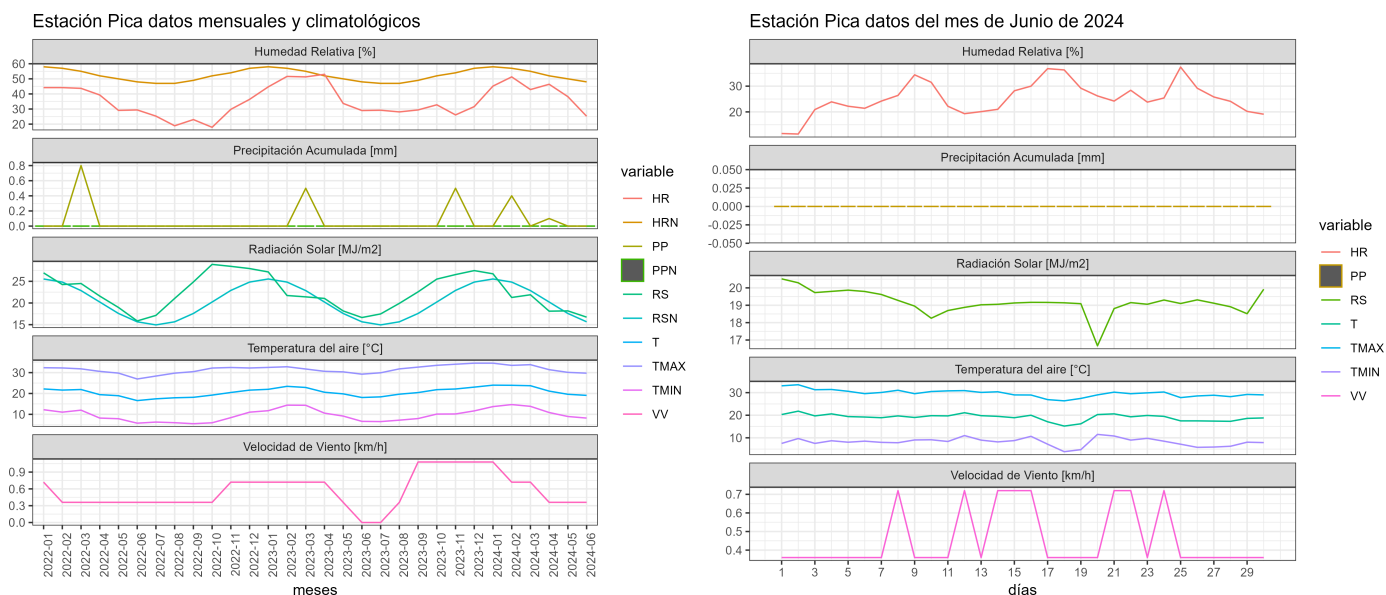 Estación Pica datos mensuales y climatológicos
Humedad Relativa [%]
60
50
40
30
20
Precipitación Acumulada [mm]
0.8
0.6
0.4
0.2
0.0
Radiación Solar [MJ/m2]
25
20
15
Temperatura del aire [°C]
30
20
10
Velocidad de Viento [km/h]
0.9
0.6
0.3
0.0
2022-01
2022-02
2022-03
2022-04
2022-05
2022-06
2022-07
2022-08
2022-09
2022-10
2022-11
2022-12
2023-01
2023-02
2023-03
2023-04
2023-05
2023-06
2023-07
2023-08
2023-09
2023-10
2023-11
2023-12
2024-01
2024-02
2024-03
2024-04
2024-05
2024-06
meses
variable
HR
HRN
PP
PPN
RS
RSN
T
TMAX
TMIN
VV
Estación Pica datos del mes de Junio de 2024
Humedad Relativa [%]
30
20
Precipitación Acumulada [mm]
0.050
0.025
0.000
-0.025
-0.050
Radiación Solar [MJ/m2]
20
19
18
17
Temperatura del aire [°C]
30
20
10
Velocidad de Viento [km/h]
0.7
0.6
0.5
0.4
1 3 5 7 9 11 13 15 17 19 21 23 25 27 29
días
variable
HR
PP
RS
T
TMAX
TMIN
VV